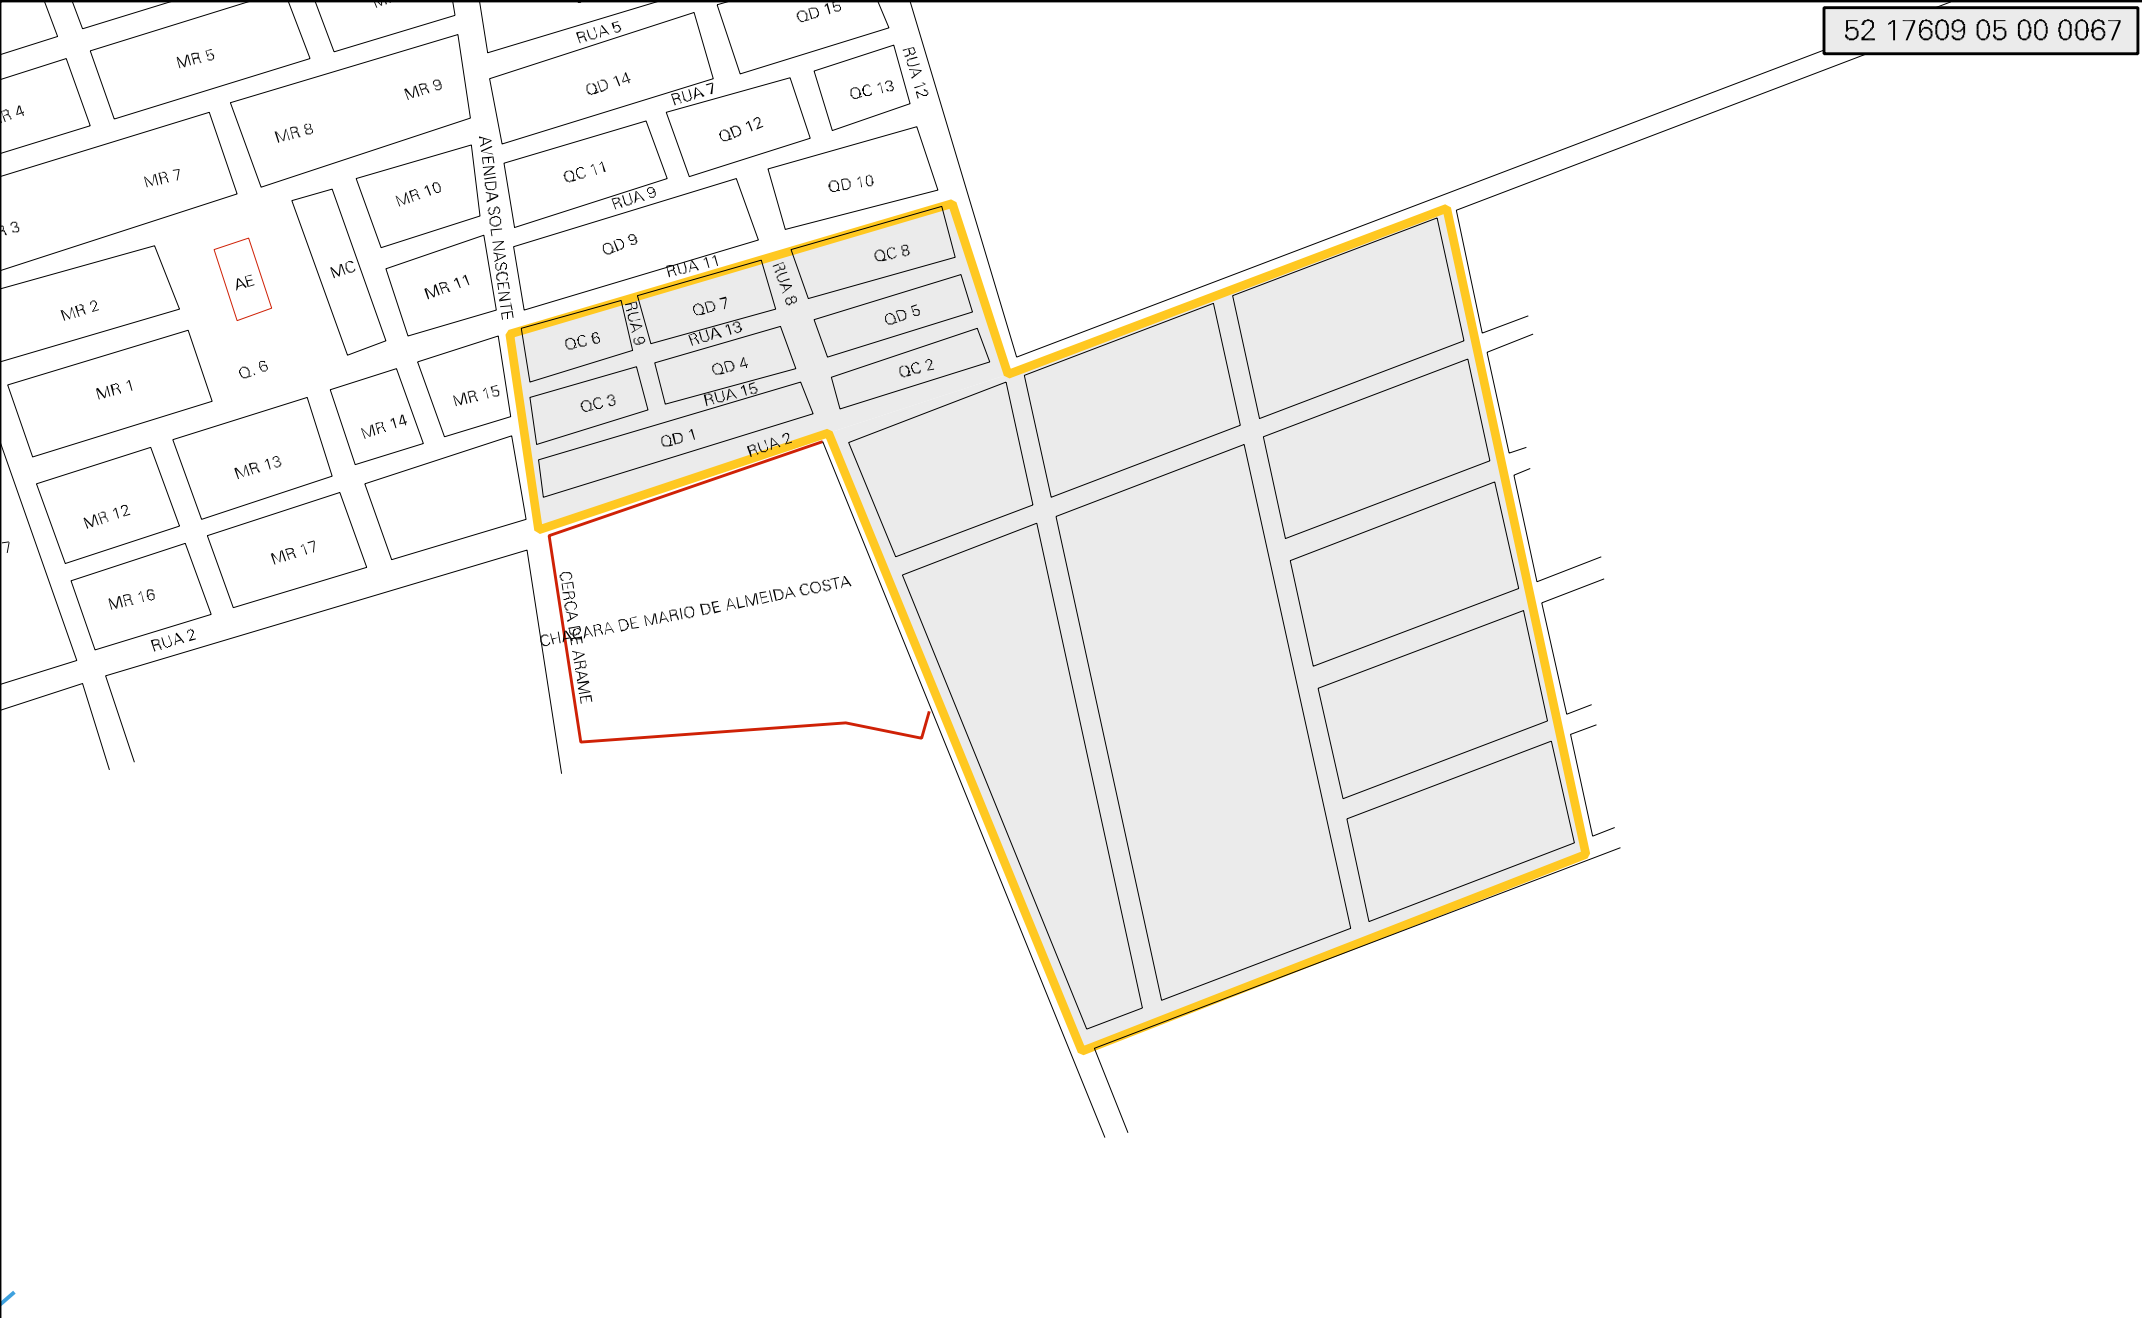 52 17609 05 00 0067
QD 15
RUA 5
MR 5
RUA 12
QD 14
MR 9
QC 13
RUA 7
R 4
MR 8
QD 12
AVENIDA SOL NASCENTE
QC 11
MR 7
MR 10
RUA 9
QD 10
QD 9
QC 8
RUA 11
MC
AE
MR 11
RUA 8
MR 2
QD 7
RUA 9
QD 5
RUA 13
QC 6
QD 4
QC 2
Q. 6
MR 1
RUA 15
MR 15
QC 3
MR 14
QD 1
RUA 2
MR 13
MR 12
MR 17
7
CERCA DE ARAME
CHACARA DE MARIO DE ALMEIDA COSTA
MR 16
RUA 2